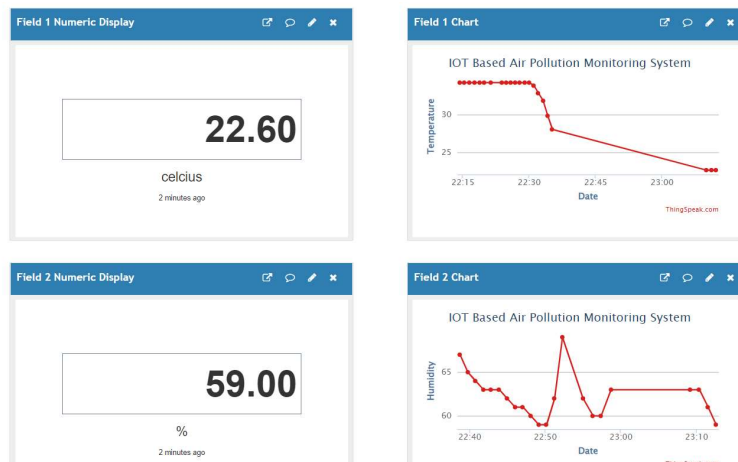 Field 1 Numeric Display
22.60
celcius
2 minutes ago
Field 1 Chart
IOT Based Air Pollution Monitoring System
Temperature
30
25
22:15 22:30 22:45 23:00
Date
ThingSpeak.com
Field 2 Numeric Display
59.00
%
2 minutes ago
Field 2 Chart
IOT Based Air Pollution Monitoring System
Humidity
65
60
22:40 22:50 23:00 23:10
Date